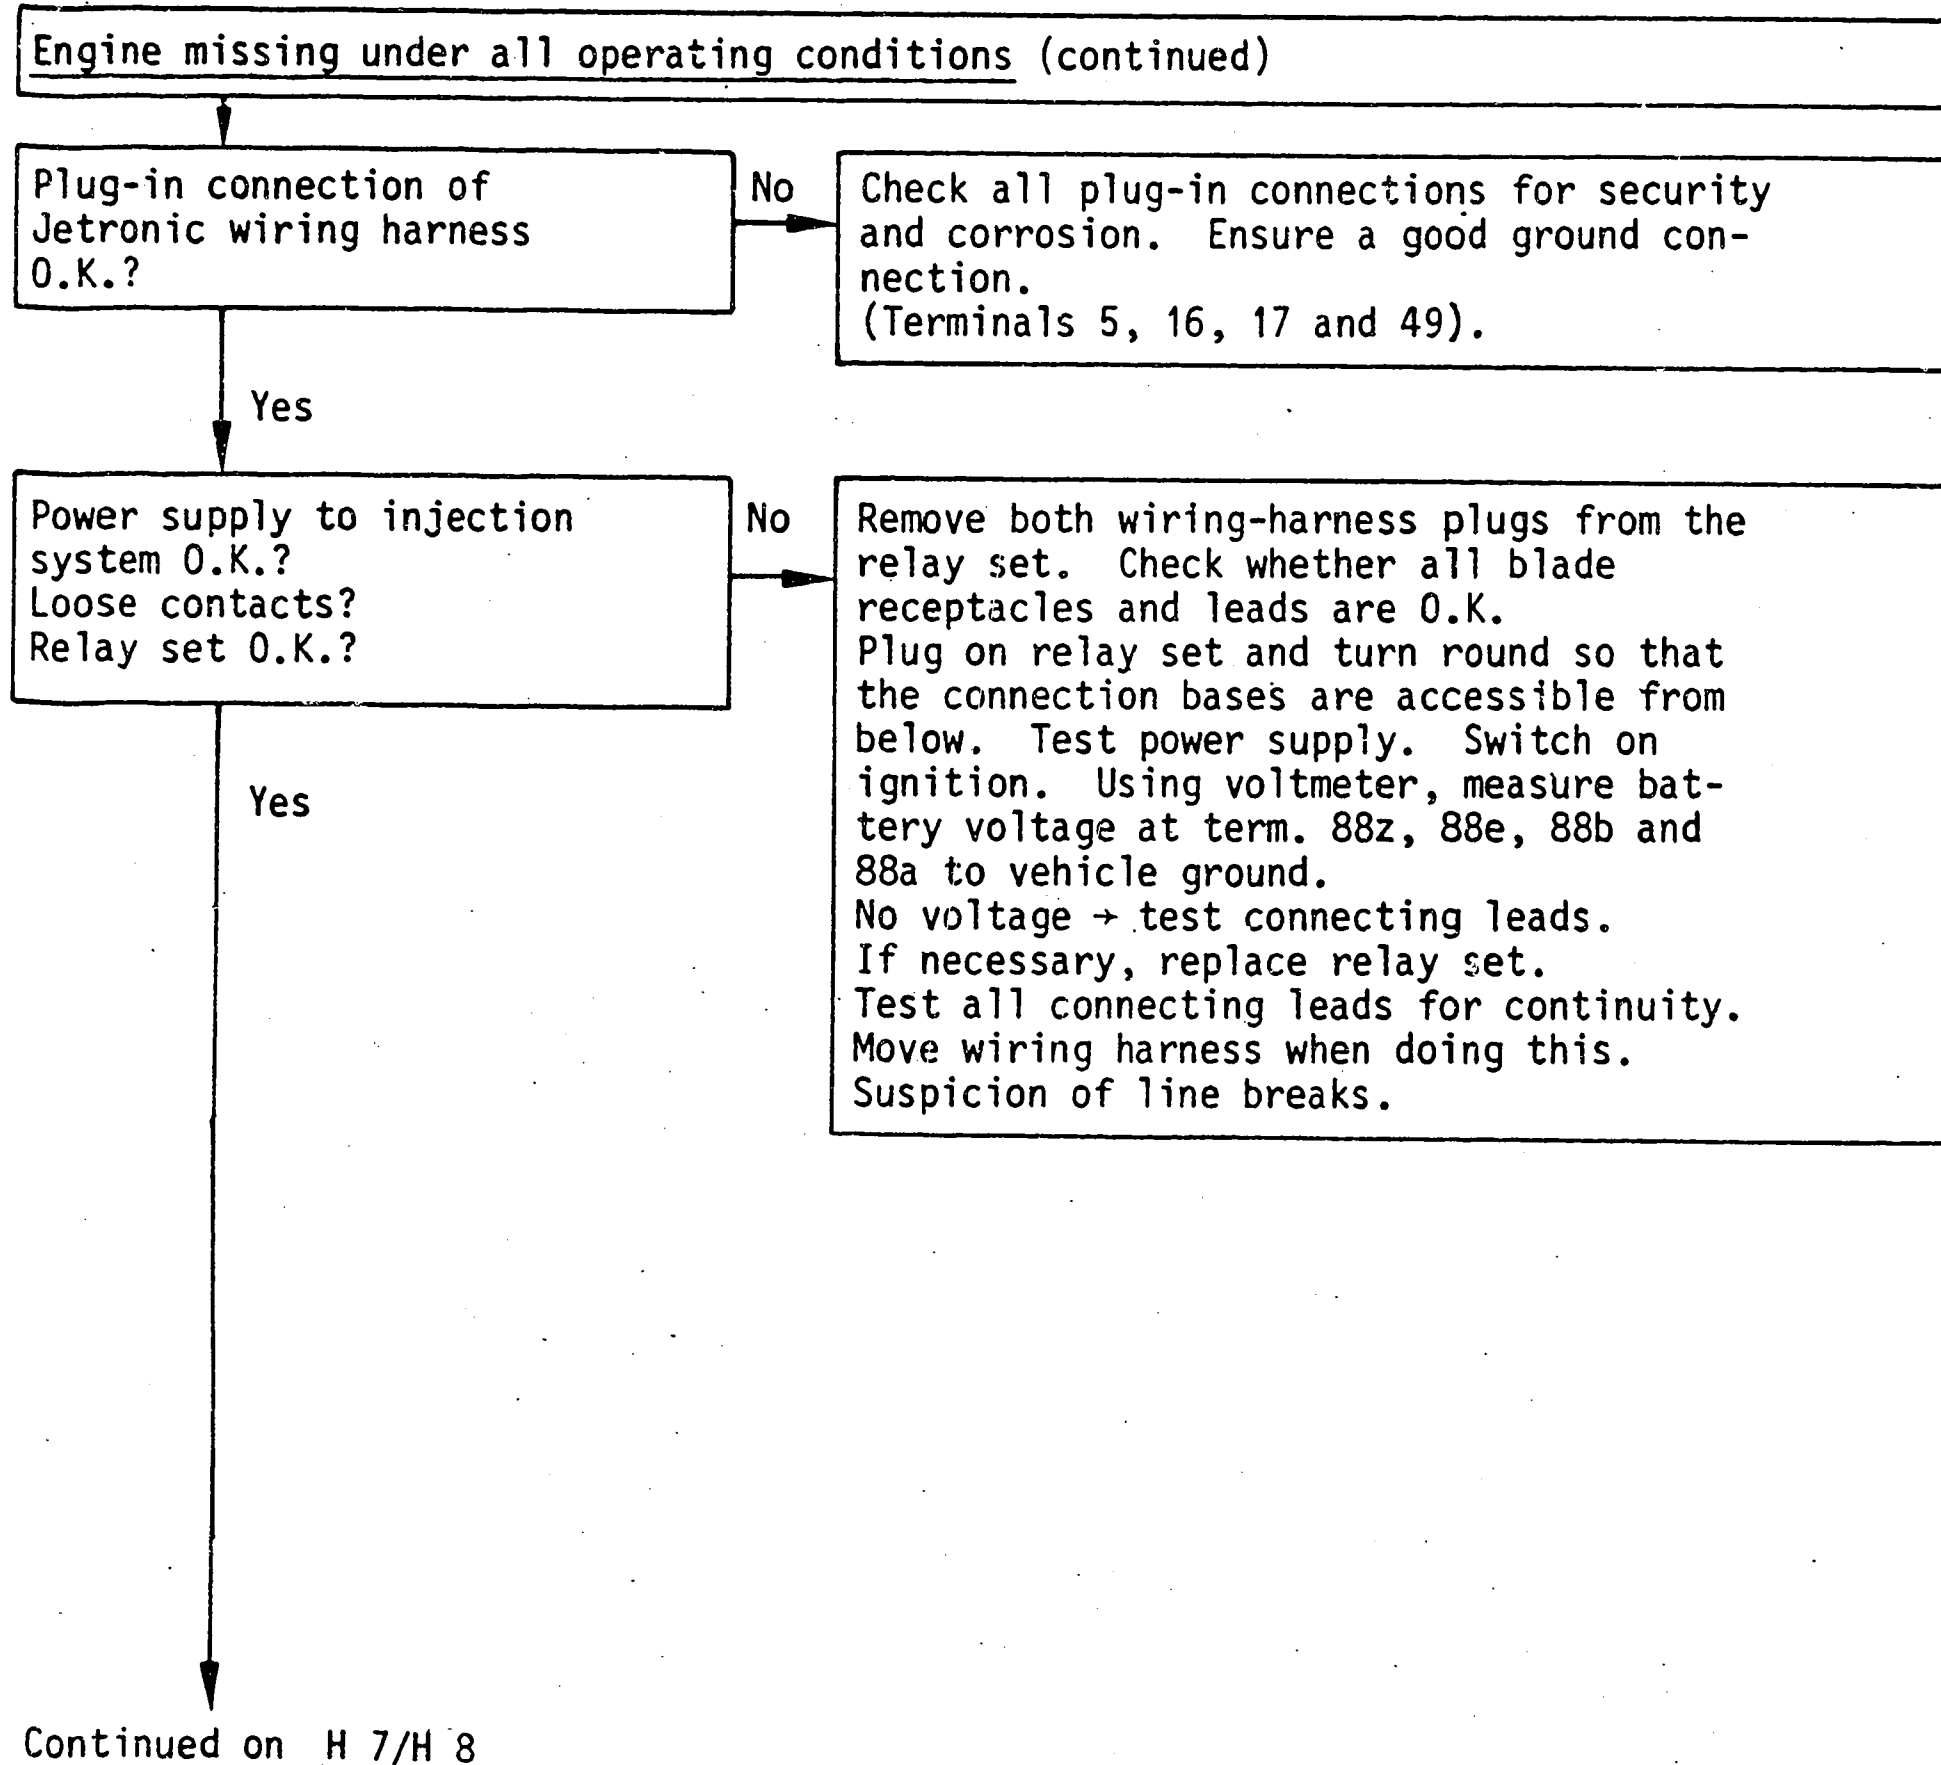 Engine missing under all operating conditions (continued)
Plug-in connection of
Jetronic wiring harness
O.K.?
No
Check all plug-in connections for security
and corrosion. Ensure a good ground con-
nection.
(Terminals 5, 16, 17 and 49).
Yes
Power supply to injection
system O.K.?
Loose contacts?
Relay set O.K.?
No
Remove both wiring-harness plugs from the
relay set. Check whether all blade
receptacles and leads are O.K.
Plug on relay set and turn round so that
the connection bases are accessible from
below. Test power supply. Switch on
ignition. Using voltmeter, measure bat-
tery voltage at term. 88z, 88e, 88b and
88a to vehicle ground.
No voltage → test connecting leads.
If necessary, replace relay set.
Test all connecting leads for continuity.
Move wiring harness when doing this.
Suspicion of line breaks.
Yes
Continued on H 7/H 8